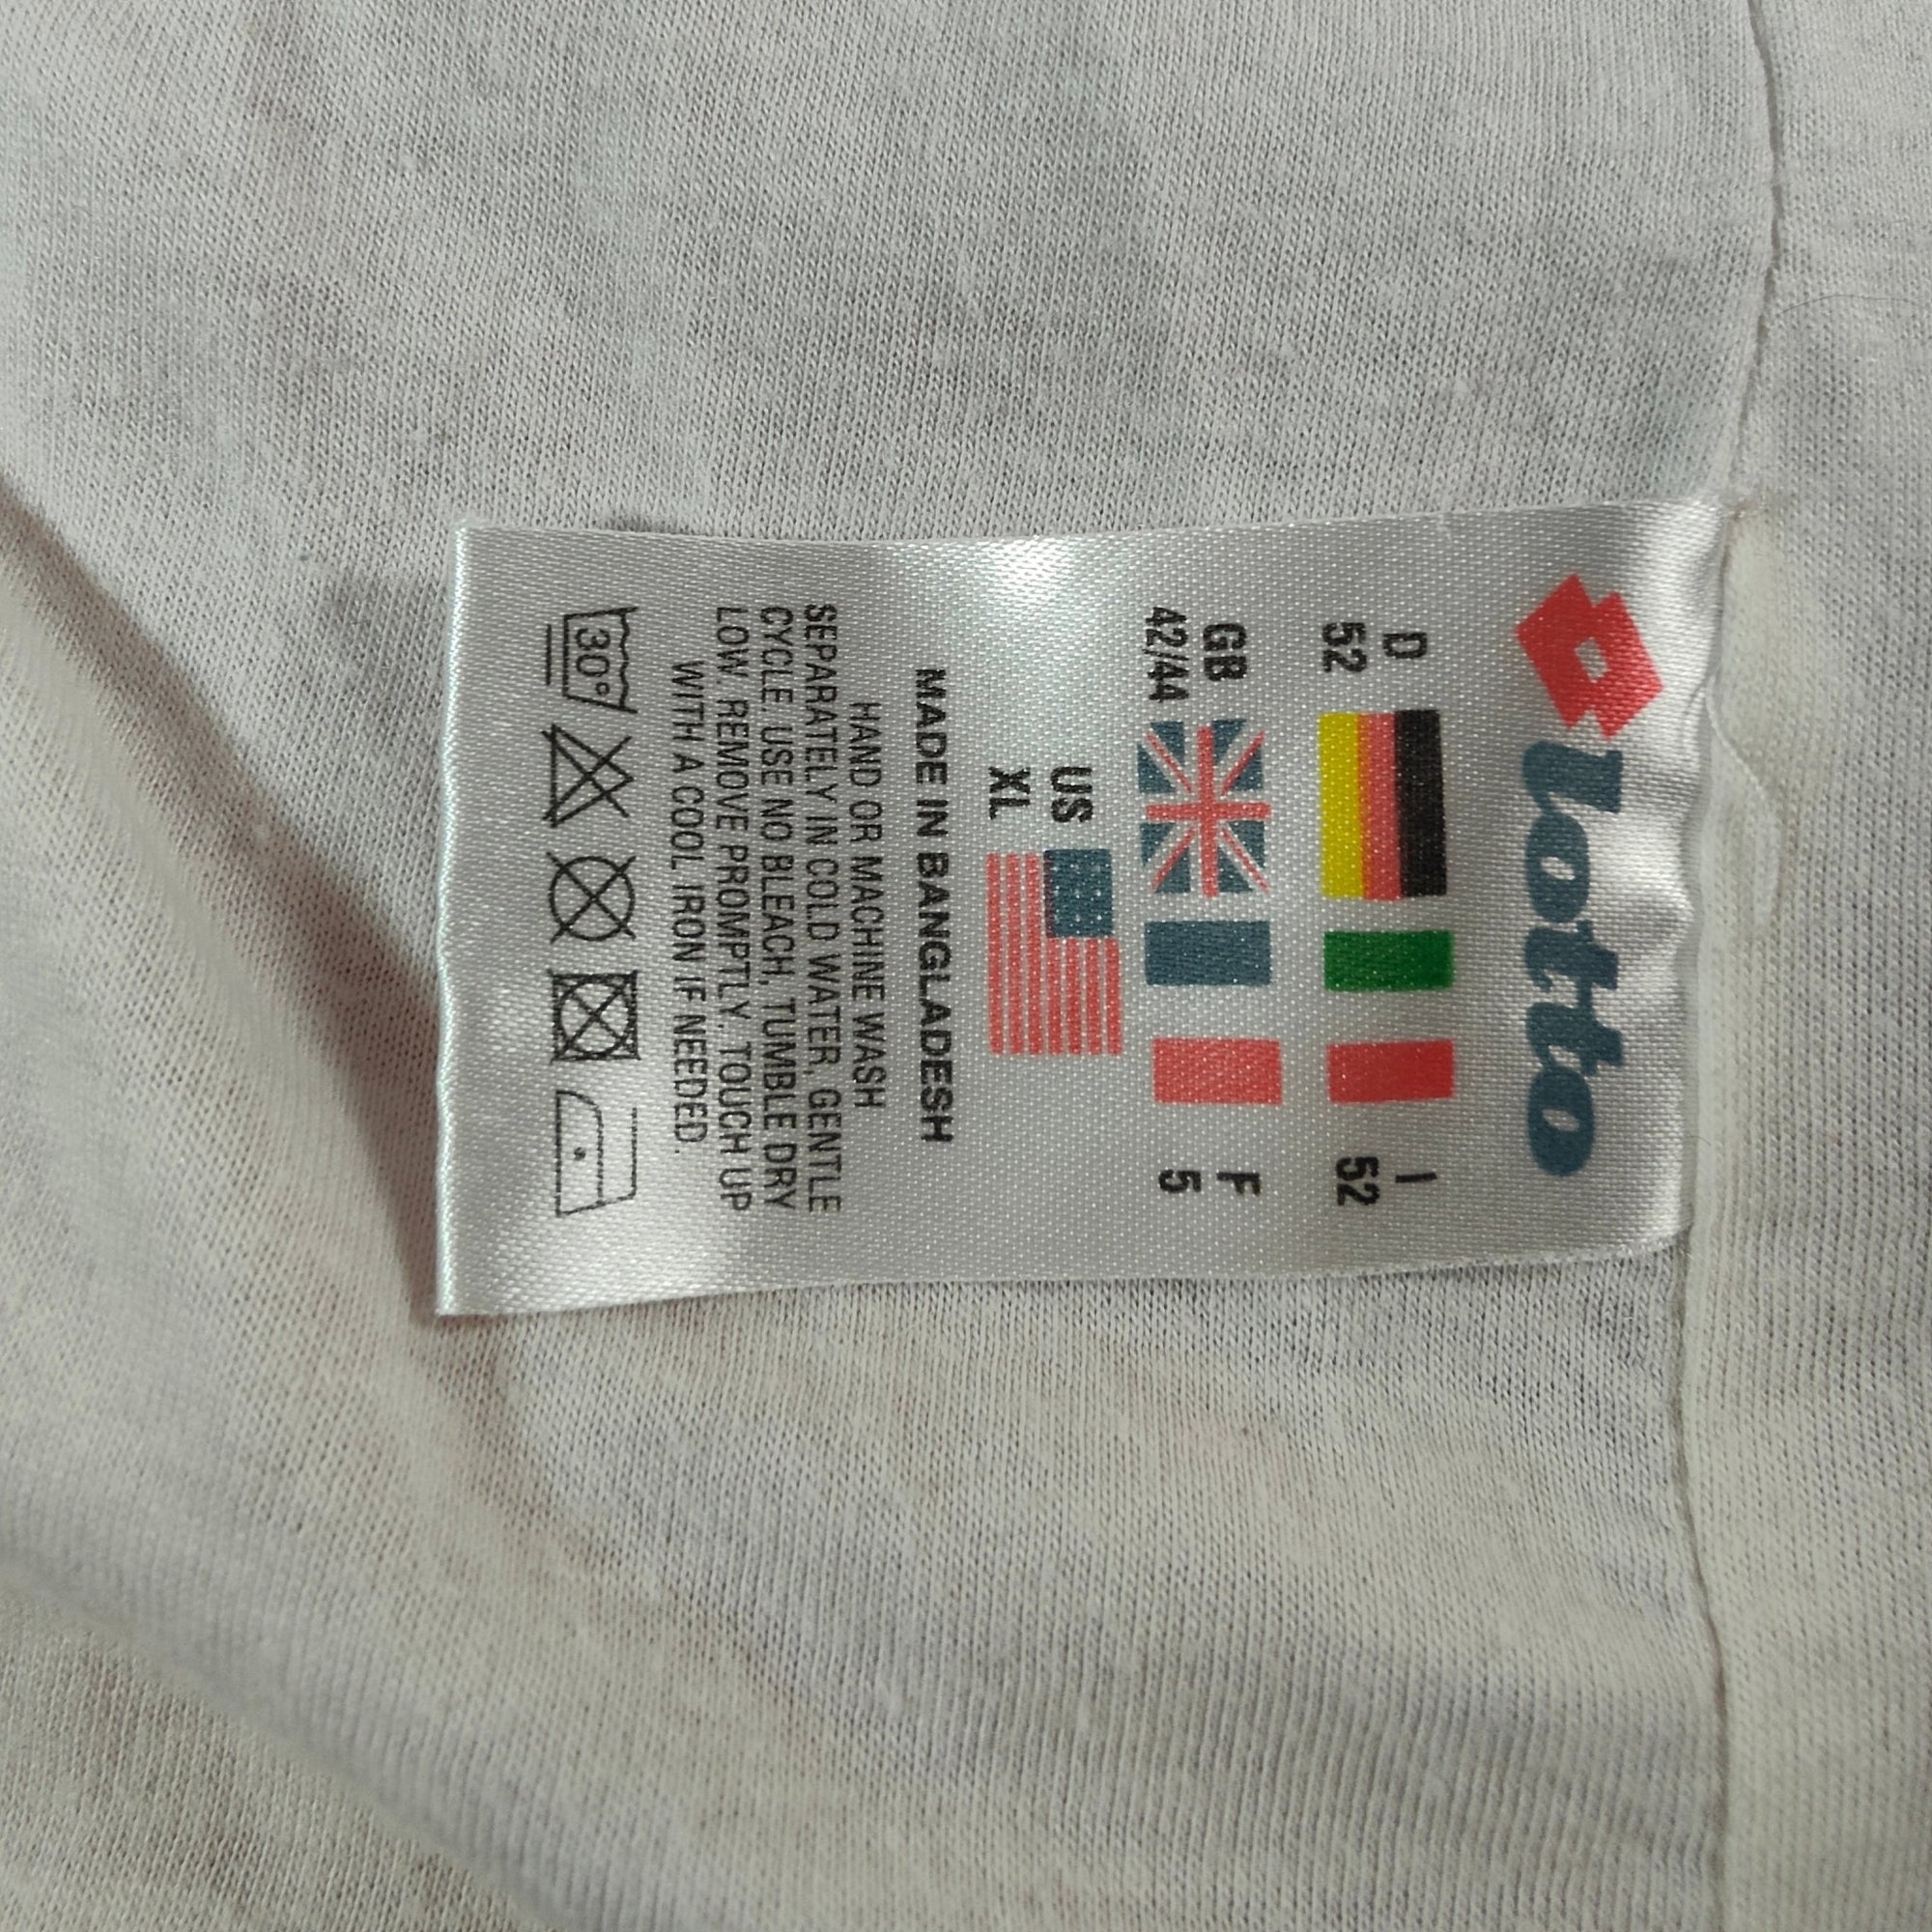 lotto
D 52
I 52
GB 42/44
F 5
US XL
MADE IN BANGLADESH
HAND OR MACHINE WASH
SEPARATELY IN COLD WATER, GENTLE
CYCLE, USE NO BLEACH, TUMBLE DRY
LOW, REMOVE PROMPTLY. TOUCH UP
WITH A COOL IRON IF NEEDED.
30°